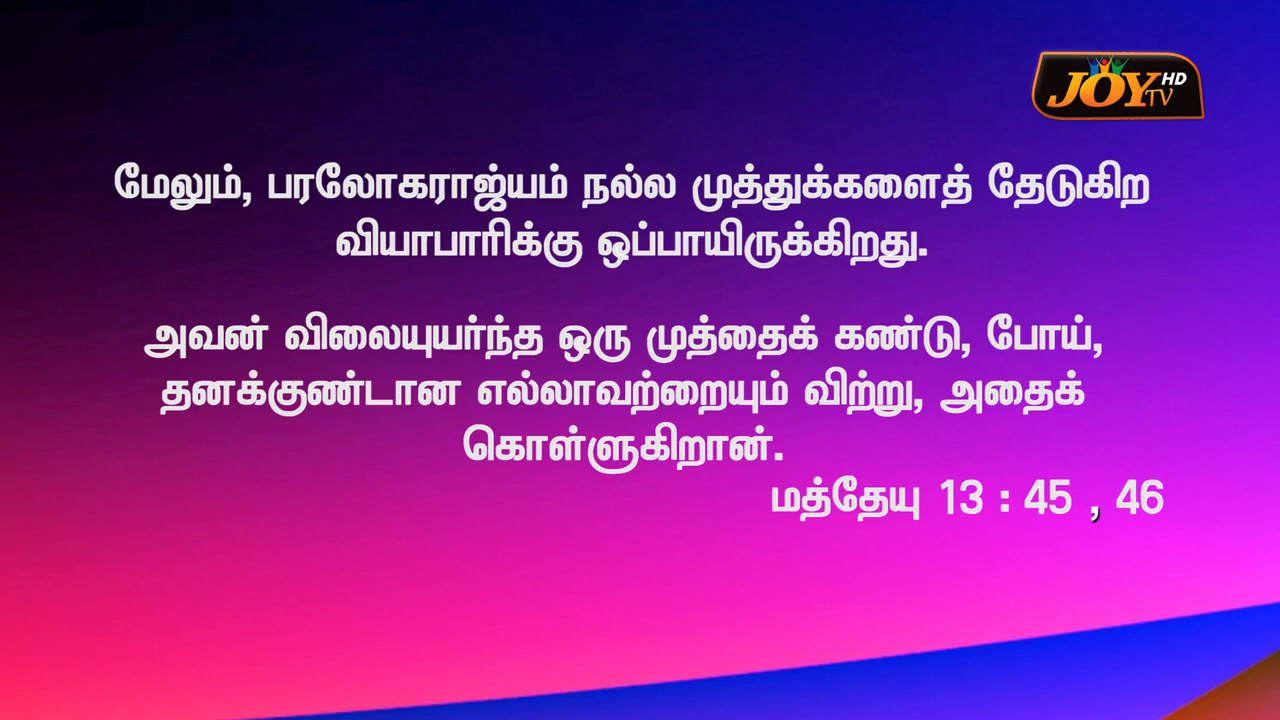 JOY HD TV
மேலும், பரலோகராஜ்யம் நல்ல முத்துக்களைத் தேடுகிற
வியாபாரிக்கு ஒப்பாயிருக்கிறது.
அவன் விலையுயர்ந்த ஒரு முத்தைக் கண்டு, போய்,
தனக்குண்டான எல்லாவற்றையும் விற்று, அதைக்
கொள்ளுகிறான்.
மத்தேயு 13 : 45 , 46